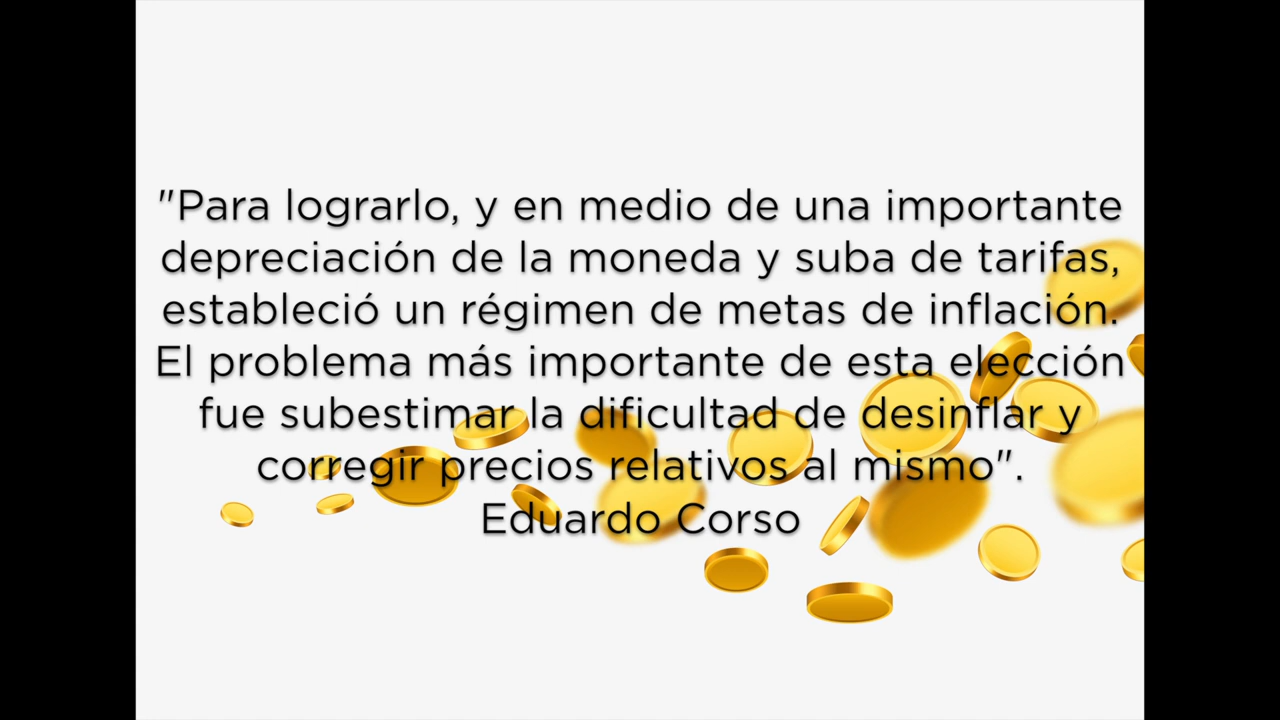 "Para lograrlo, y en medio de una importante
depreciación de la moneda y suba de tarifas,
estableció un régimen de metas de inflación.
El problema más importante de esta elección
fue subestimar la dificultad de desinflar y
corregir precios relativos al mismo".
Eduardo Corso